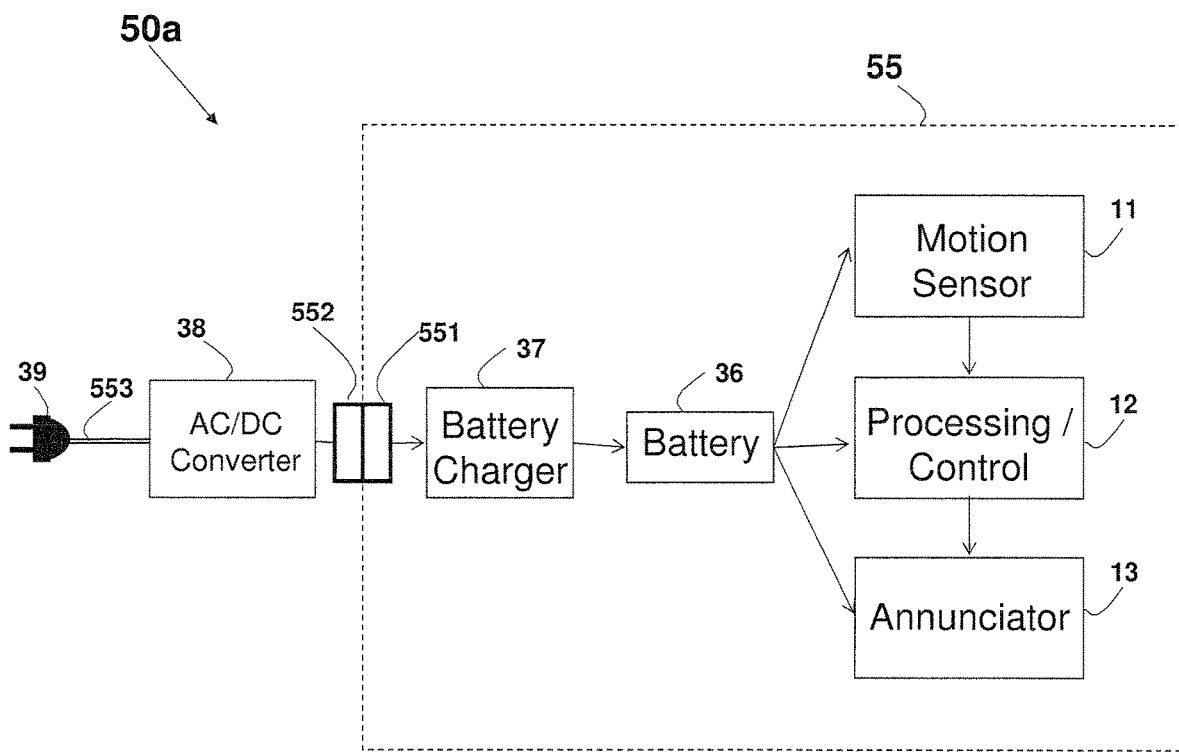 50a
55
11
Motion
Sensor
552
551
38
37
39
553
36
AC/DC
Converter
Battery
Charger
Battery
12
Processing /
Control
13
Annunciator